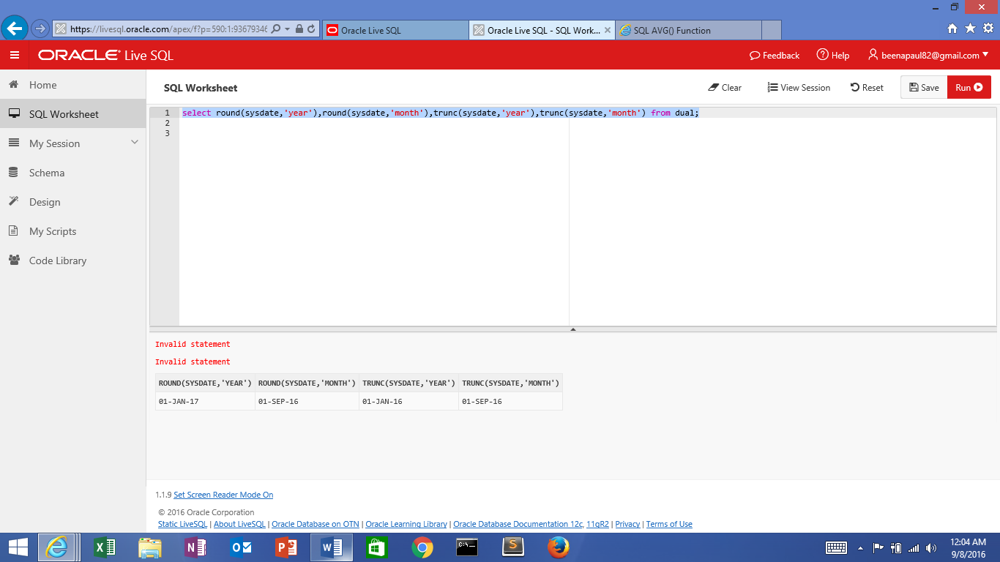 https://livesql.oracle.com/apex/f?p=590:1:93679346
Oracle Live SQL
Oracle Live SQL - SQL Work...
SQL AVG() Function
ORACLE Live SQL
Feedback
Help
beenapaul82@gmail.com
Home
SQL Worksheet
My Session
Schema
Design
My Scripts
Code Library
SQL Worksheet
Clear
View Session
Reset
Save
Run
1 select round(sysdate,'year'),round(sysdate,'month'),trunc(sysdate,'year'),trunc(sysdate,'month') from dual;
2
3
Invalid statement
Invalid statement
ROUND(SYSDATE,'YEAR') ROUND(SYSDATE,'MONTH') TRUNC(SYSDATE,'YEAR') TRUNC(SYSDATE,'MONTH')
01-JAN-17 01-SEP-16 01-JAN-16 01-SEP-16
1.1.9 Set Screen Reader Mode On
© 2016 Oracle Corporation
Static LiveSQL | About LiveSQL | Oracle Database on OTN | Oracle Learning Library | Oracle Database Documentation 12c, 11gR2 | Privacy | Terms of Use
12:04 AM
9/8/2016